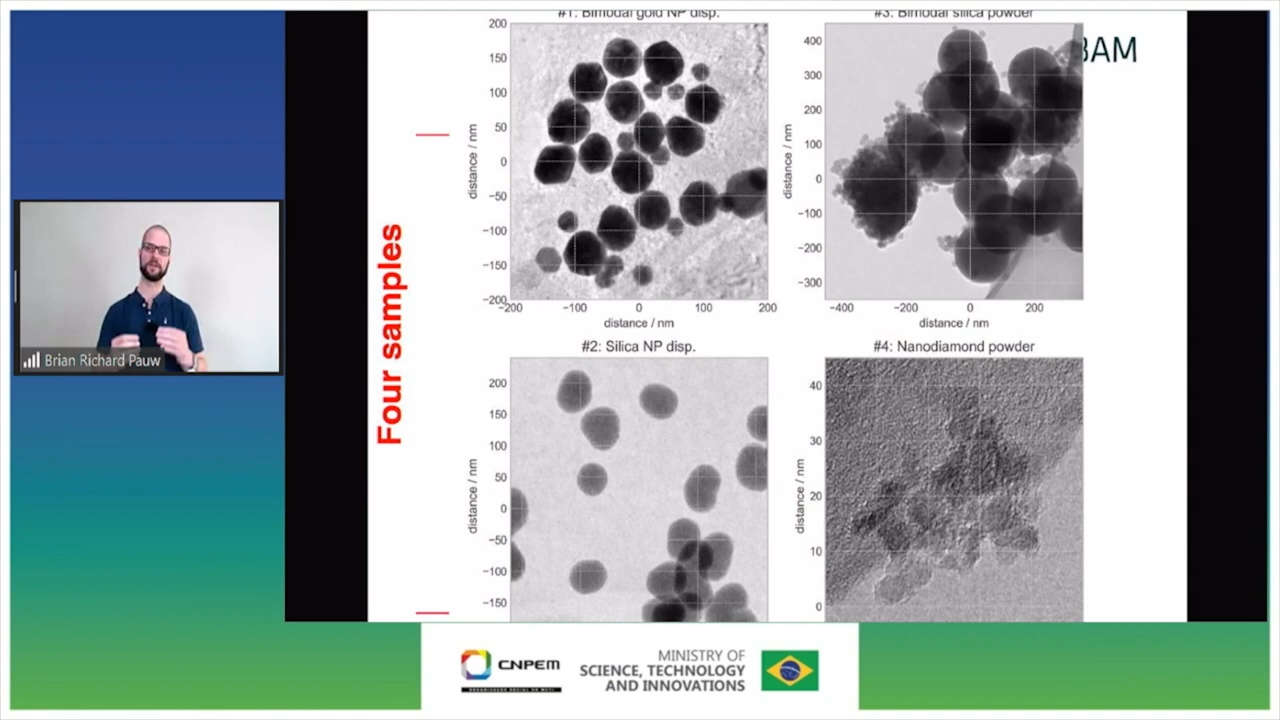 #1: Bimodal gold NP disp.
200
150
100
50
0
−50
−100
−150
−200
distance / nm
−200 −100 0 100 200
distance / nm
#3: Bimodal silica powder
400
300
200
100
0
−100
−200
−300
distance / nm
−400 −200 0 200
distance / nm
BAM
Four samples
Brian Richard Pauw
#2: Silica NP disp.
200
150
100
50
0
−50
−100
−150
distance / nm
#4: Nanodiamond powder
40
30
20
10
0
distance / nm
CNPEM
MINISTRY OF
SCIENCE, TECHNOLOGY
AND INNOVATIONS